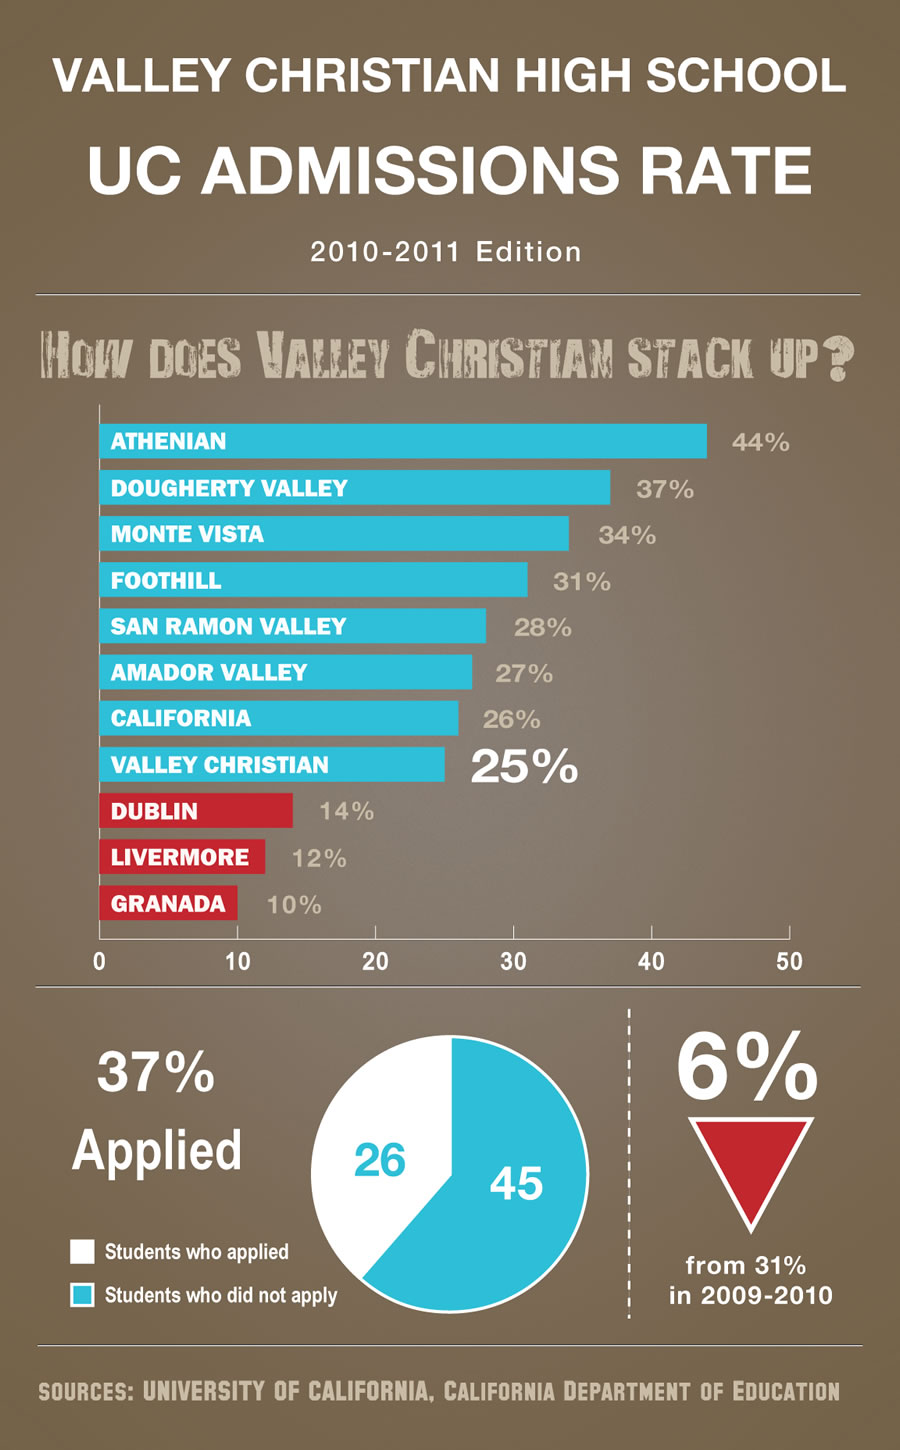 VALLEY CHRISTIAN HIGH SCHOOL
UC ADMISSIONS RATE
2010-2011 Edition
HOW DOES VALLEY CHRISTIAN STACK UP?
ATHENIAN 44%
DOUGHERTY VALLEY 37%
MONTE VISTA 34%
FOOTHILL 31%
SAN RAMON VALLEY 28%
AMADOR VALLEY 27%
CALIFORNIA 26%
VALLEY CHRISTIAN 25%
DUBLIN 14%
LIVERMORE 12%
GRANADA 10%
0 10 20 30 40 50
37%
Applied
Students who applied
Students who did not apply
26
45
6%
from 31%
in 2009-2010
SOURCES: UNIVERSITY OF CALIFORNIA, CALIFORNIA DEPARTMENT OF EDUCATION